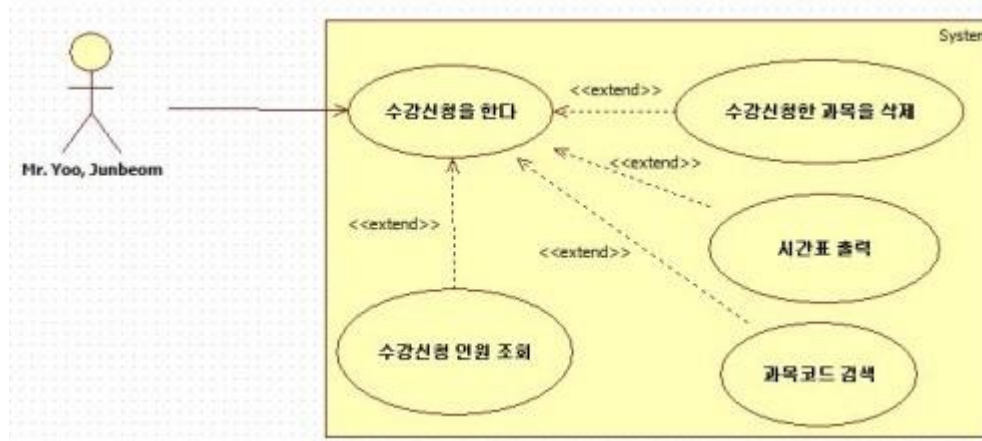 System
수강신청을 한다
<<extend>>
수강신청한 과목을 삭제
Mr. Yoo, Junbeom
<<extend>>
<<extend>>
<<extend>>
시간표 출력
수강신청 인원 조회
과목코드 검색